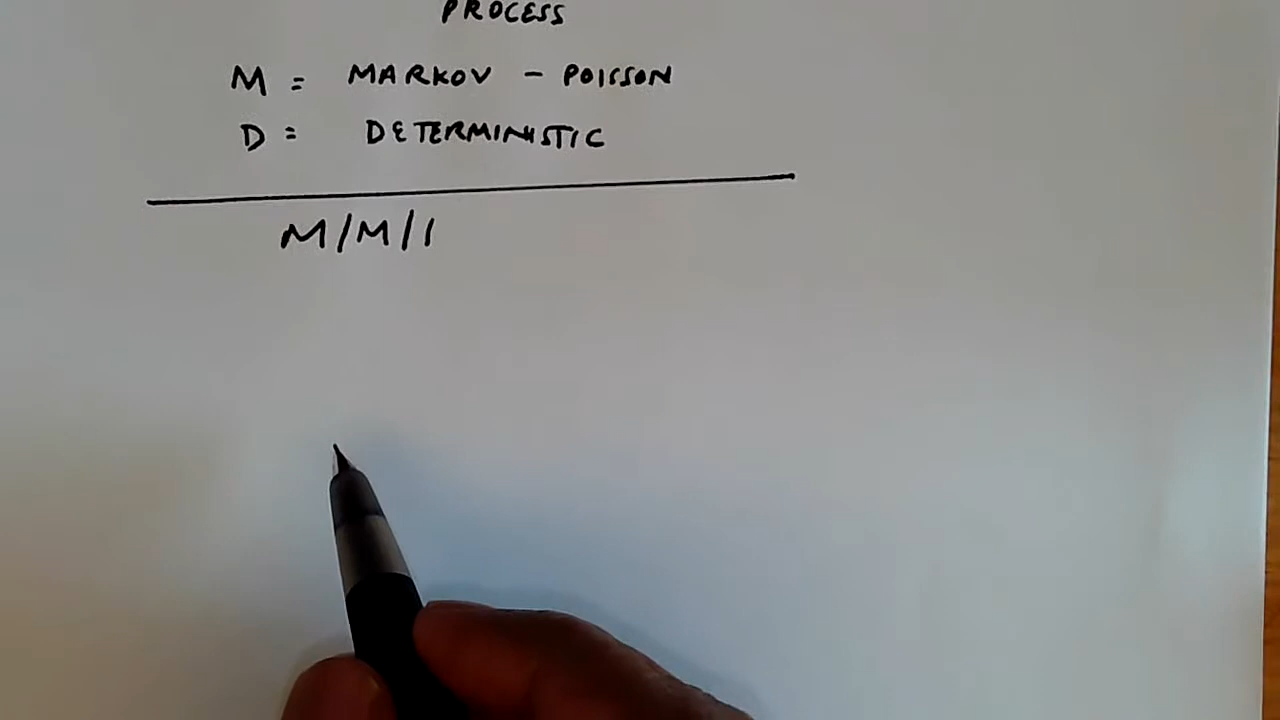 PROCESS
M = MARKOV - POISSON
D = DETERMINISTIC
M/M/1